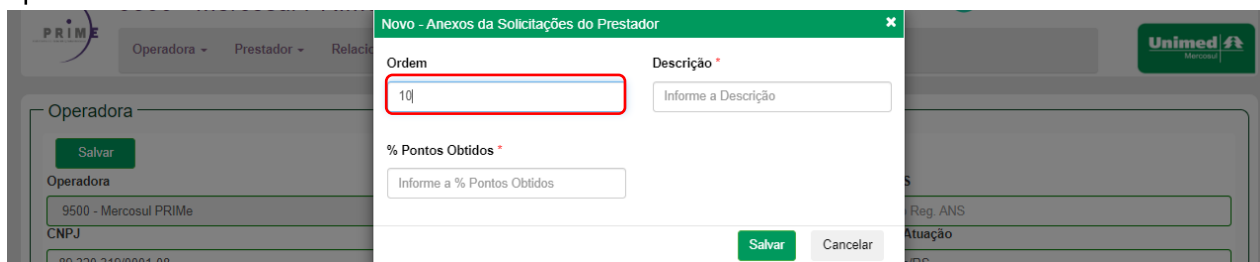 Novo - Anexos da Solicitações do Prestador ×
PRIME
Operadora Prestador
Unimed
Mercosul
Ordem Descrição *
10 Informe a Descrição
Operadora
Salvar
% Pontos Obtidos *
Operadora
Informe a % Pontos Obtidos
9500 - Mercosul PRIMe
Reg. ANS
CNPJ
Atuação
Salvar Cancelar